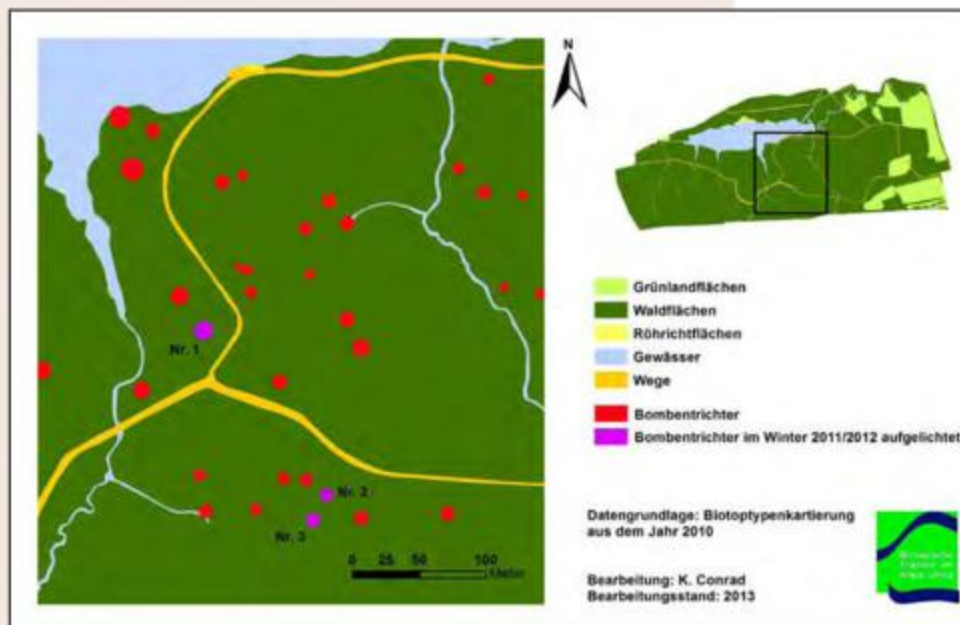 N
Nr. 1
Nr. 2
Nr. 3
0 25 50 100
Meter
Grünlandflächen
Waldflächen
Röhrichtflächen
Gewässer
Wege
Bombentrichter
Bombentrichter im Winter 2011/2012 aufgelichtet
Datengrundlage: Biotoptypenkartierung
aus dem Jahr 2010
Bearbeitung: K. Conrad
Bearbeitungsstand: 2013